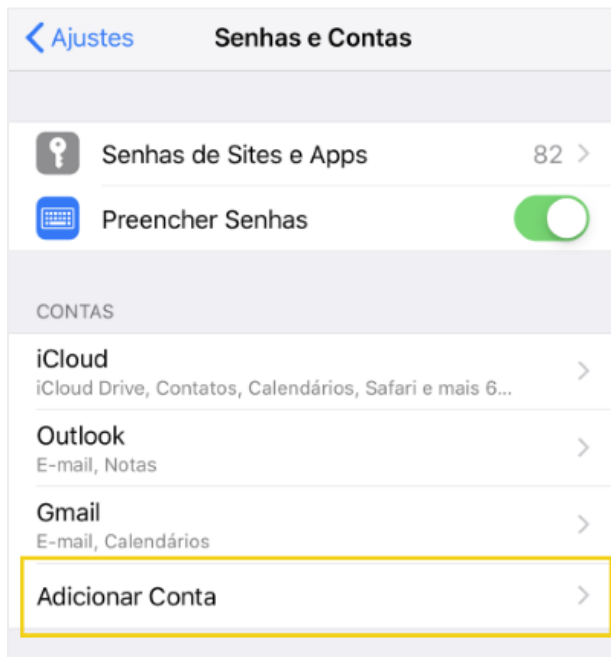 Ajustes Senhas e Contas
Senhas de Sites e Apps 82
Preencher Senhas
CONTAS
iCloud
iCloud Drive, Contatos, Calendários, Safari e mais 6...
Outlook
E-mail, Notas
Gmail
E-mail, Calendários
Adicionar Conta